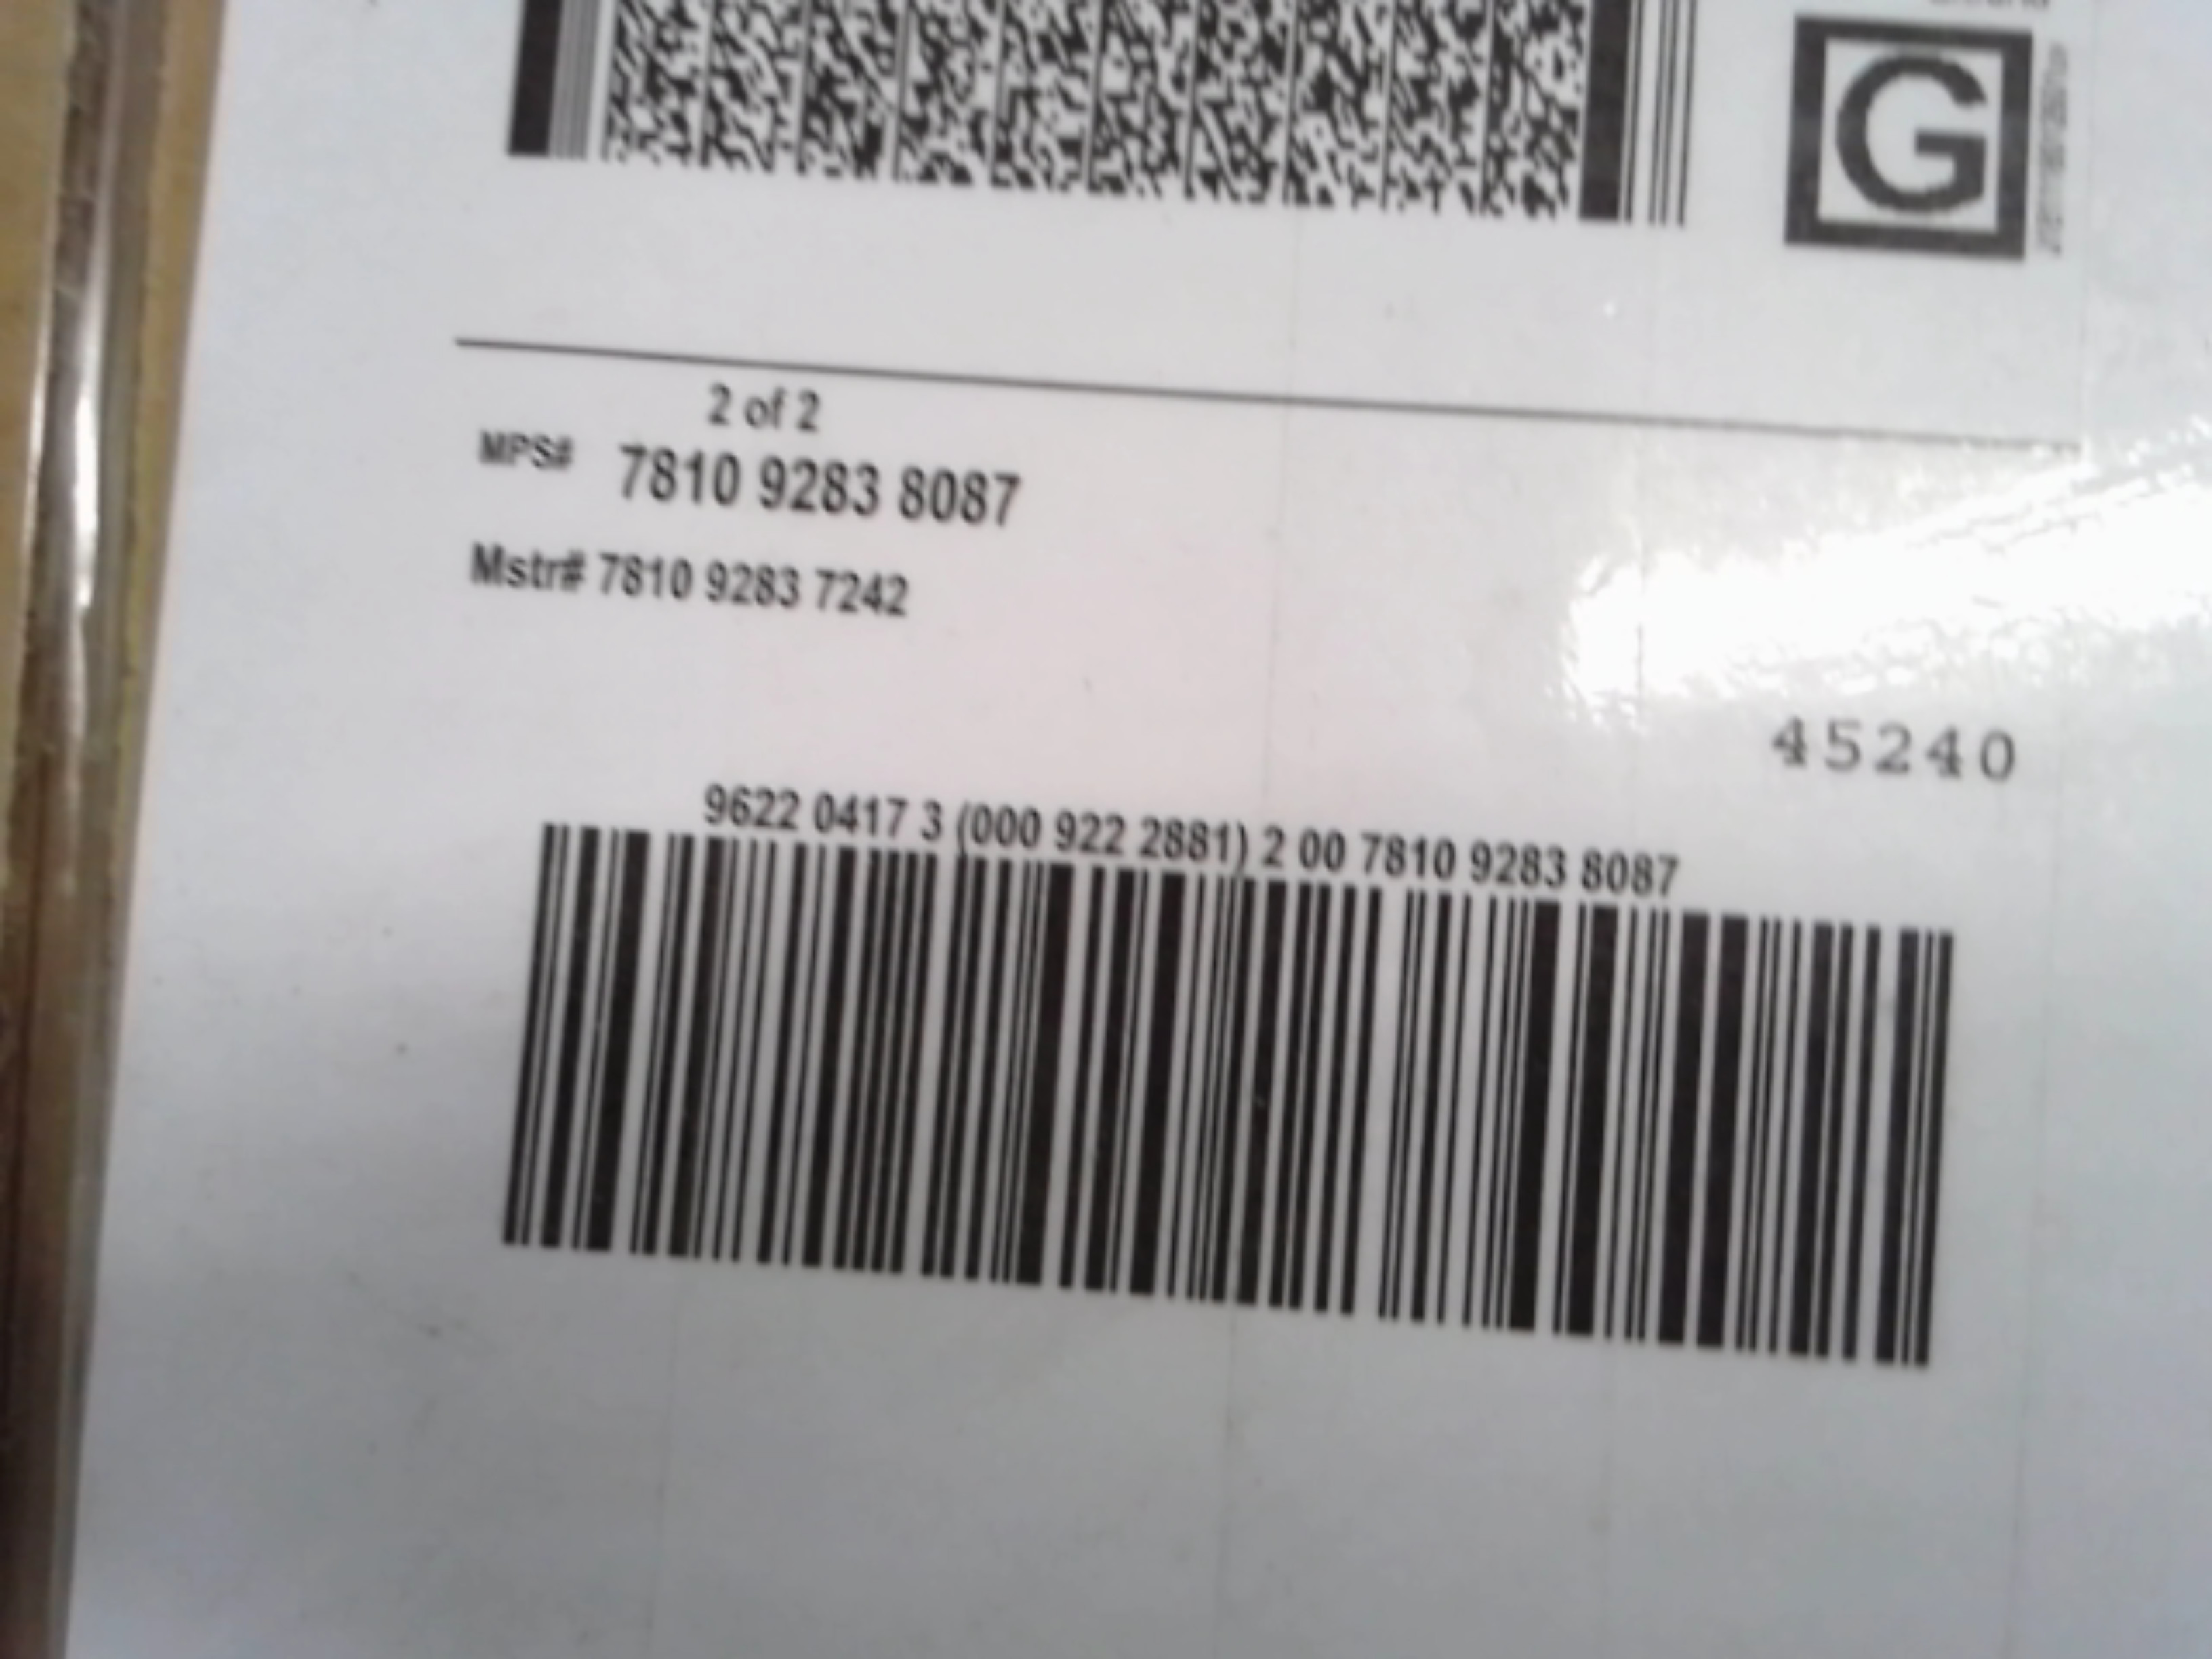 G
2 of 2
MPS# 7810 9283 8087
Mstr# 7810 9283 7242
45240
9622 0417 3 (000 922 2881) 2 00 7810 9283 8087